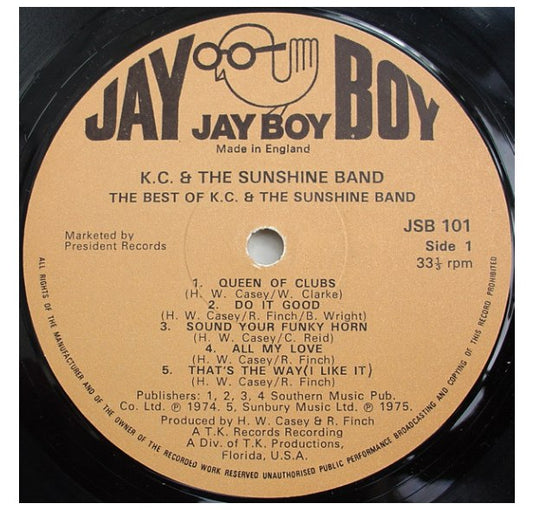 JAY BOY
JAY BOY
Made in England
K.C. & THE SUNSHINE BAND
THE BEST OF K.C. & THE SUNSHINE BAND
JSB 101
Marketed by
President Records
Side 1
33⅓ rpm
1. QUEEN OF CLUBS
(H. W. Casey/W. Clarke)
2. DO IT GOOD
(H. W. Casey/R. Finch/B. Wright)
3. SOUND YOUR FUNKY HORN
(H. W. Casey/C. Reid)
4. ALL MY LOVE
(H. W. Casey/R. Finch)
5. THAT'S THE WAY(I LIKE IT)
(H. W. Casey/R. Finch)
Publishers: 1, 2, 3, 4 Southern Music Pub.
Co. Ltd. ℗ 1974. 5, Sunbury Music Ltd. ℗ 1975.
Produced by H. W. Casey & R. Finch
A T.K. Records Recording
A Div. of T.K. Productions,
Florida, U.S.A.
ALL RIGHTS OF THE MANUFACTURER AND OF THE OWNER OF THE RECORDED WORK RESERVED UNAUTHORISED PUBLIC PERFORMANCE BROADCASTING AND COPYING OF THIS RECORD PROHIBITED